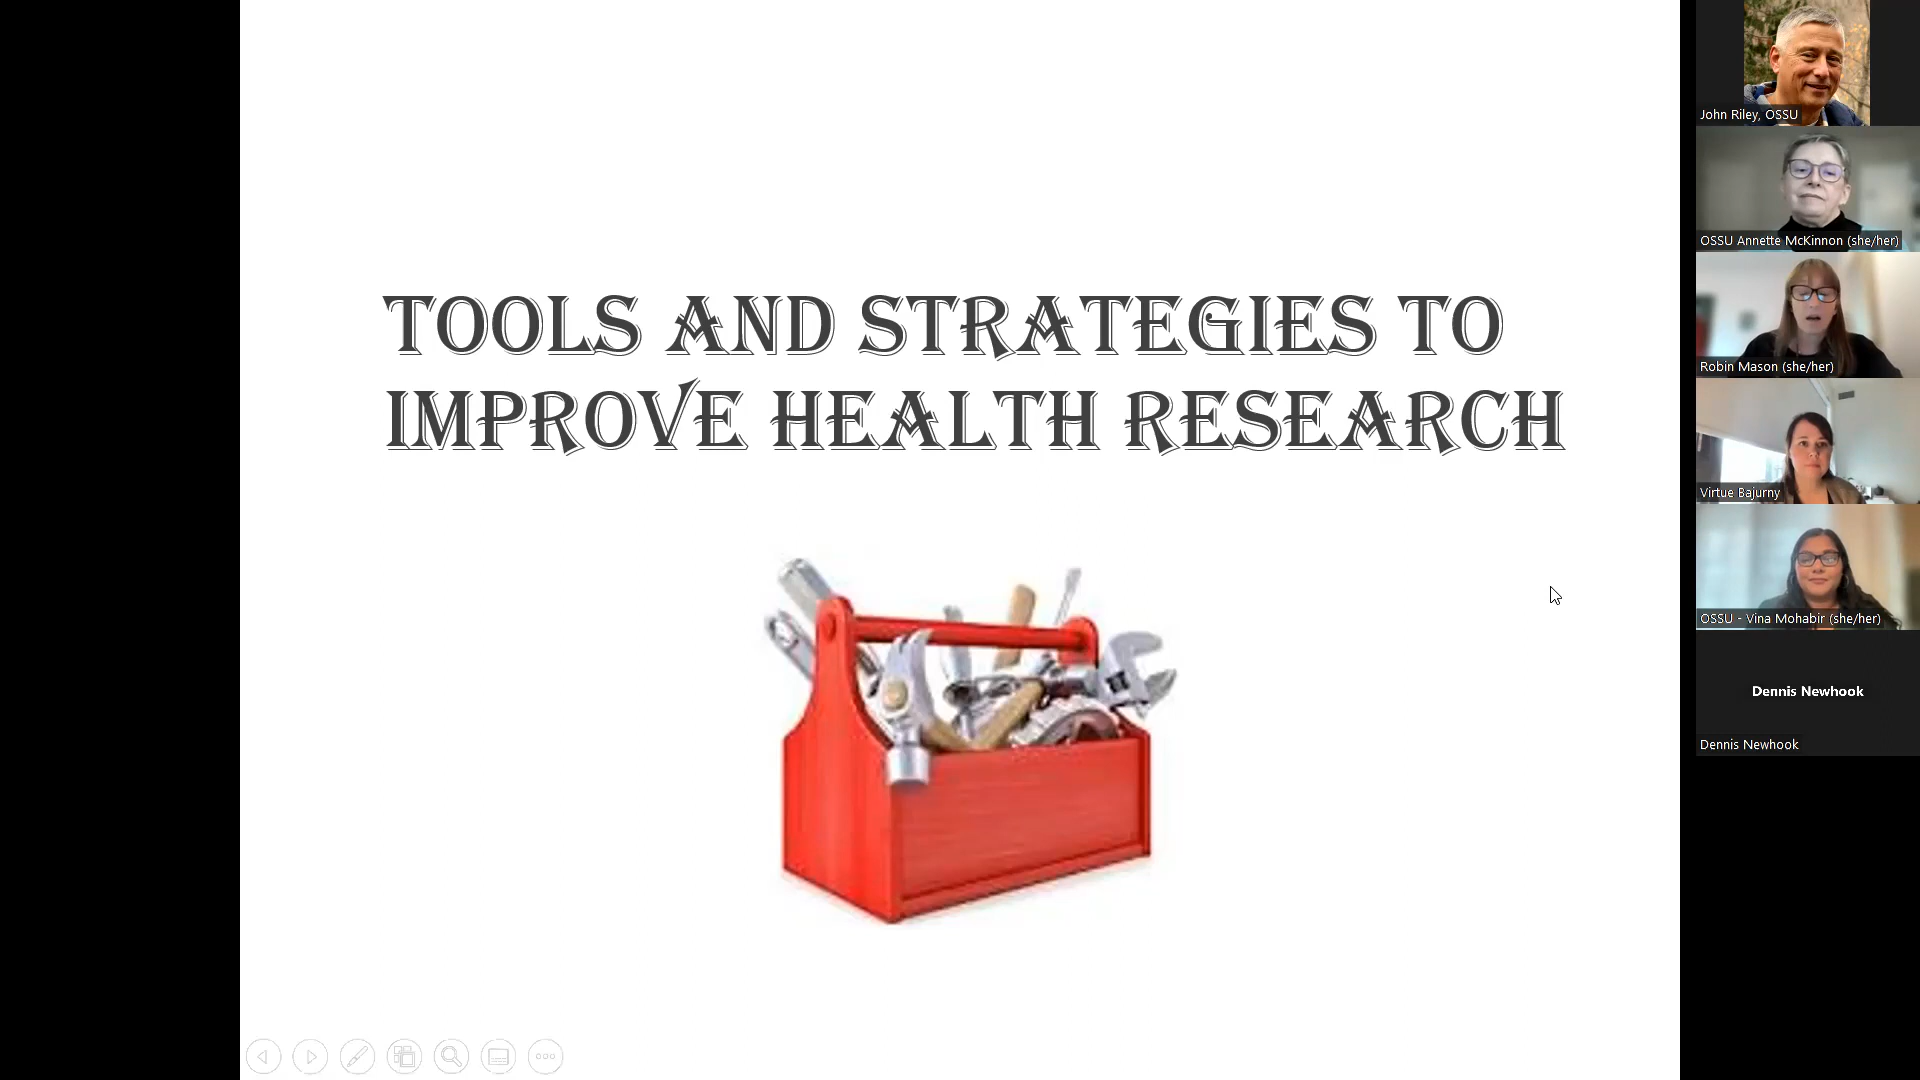 TOOLS AND STRATEGIES TO
IMPROVE HEALTH RESEARCH
John Riley, OSSU
OSSU Annette McKinnon (she/her)
Robin Mason (she/her)
Virtue Bajurny
OSSU - Vina Mohabir (she/her)
Dennis Newhook
Dennis Newhook